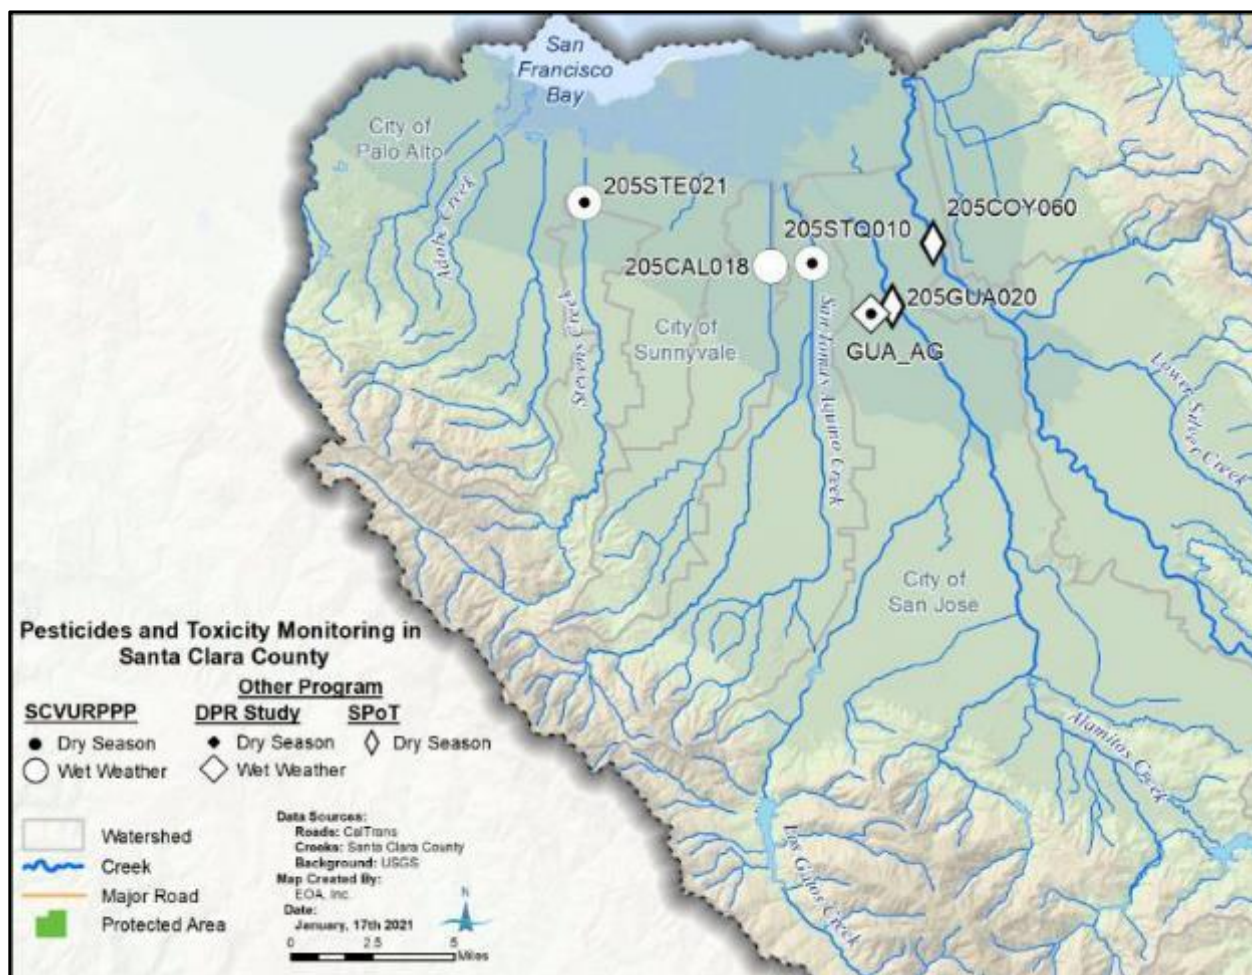 San
Francisco
Bay
City of
Palo Alto
Adobe Creek
205STE021
205COY060
205STQ010
205CAL018
205GUA020
GUA_AG
Stevens Creek
City of
Sunnyvale
San Tomas Aquino Creek
Lower Silver Creek
City of
San Jose
Alamitos Creek
Los Gatos Creek
Pesticides and Toxicity Monitoring in
Santa Clara County
Other Program
SCVURPPP DPR Study SPoT
Dry Season Dry Season Dry Season
Wet Weather Wet Weather
Watershed
Creek
Major Road
Protected Area
Data Sources:
Roads: CalTrans
Creeks: Santa Clara County
Background: USGS
Map Created By:
EOA, Inc.
Date:
January, 17th 2021
N
0 2.5 5
Miles